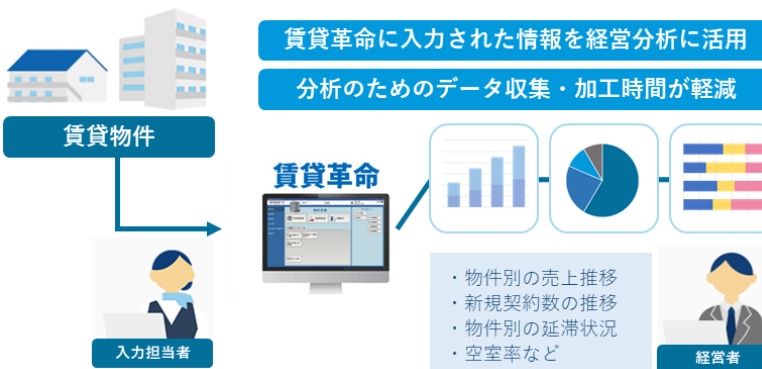 賃貸革命に入力された情報を経営分析に活用
分析のためのデータ収集・加工時間が軽減
賃貸物件
賃貸革命
入力担当者
・物件別の売上推移
・新規契約数の推移
・物件別の延滞状況
・空室率など
経営者